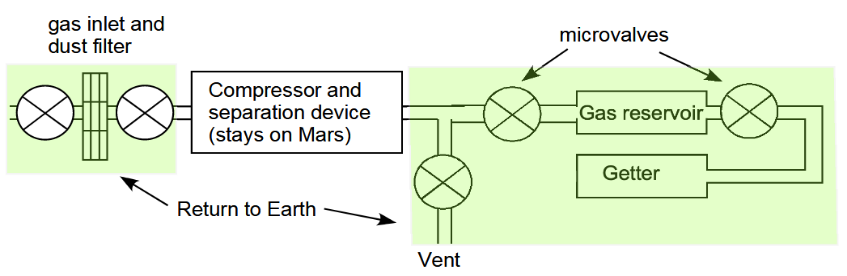 gas inlet and
dust filter
microvalves
Compressor and
separation device
(stays on Mars)
Gas reservoir
Getter
Return to Earth
Vent